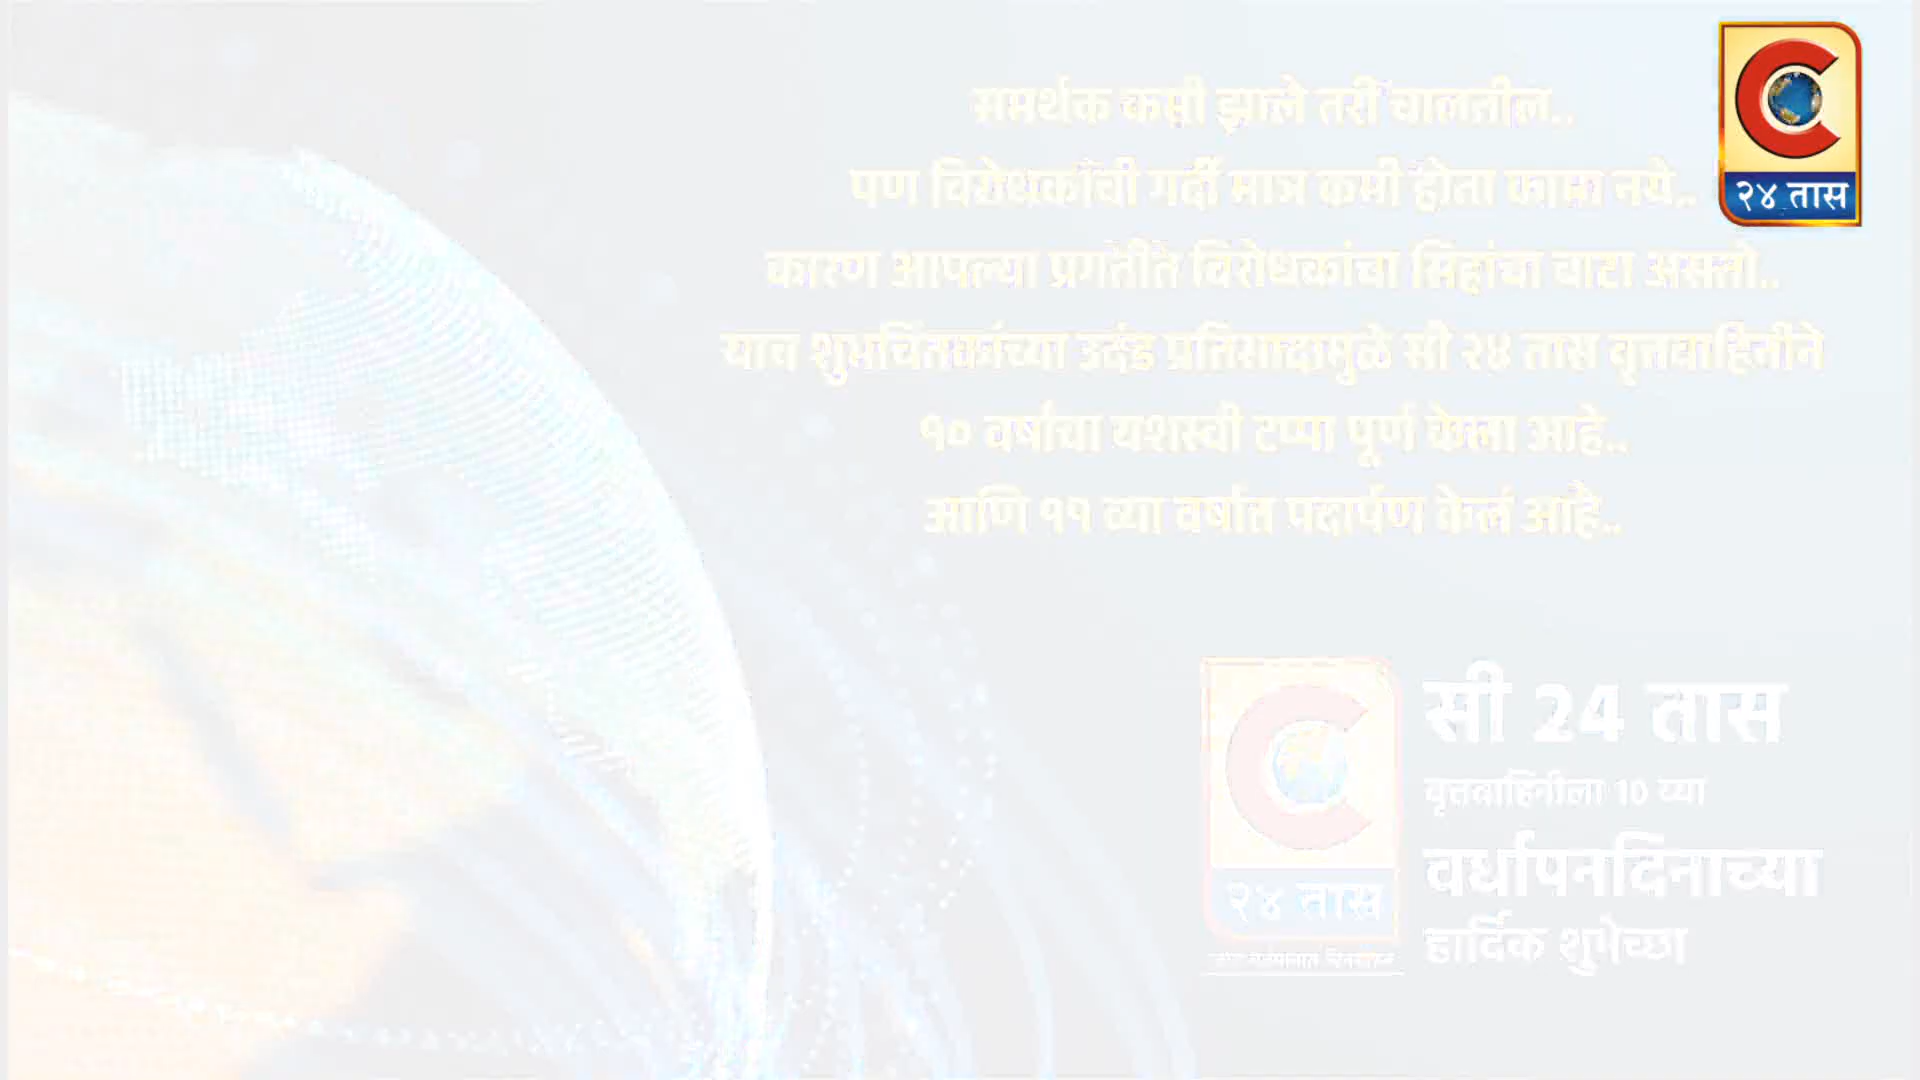 समर्थक कमी झाले तरी चालतील..
पण विरोधकांची गर्दी मात्र कमी होता कामा नये..
कारण आपल्या प्रगतीत विरोधकांचा सिंहांचा वाटा असतो..
याच शुभचिंतकांच्या उदंड प्रतिसादामुळे सी २४ तास वृत्तवाहिनीने
१० वर्षाचा यशस्वी टप्पा पूर्ण केला आहे..
आणि ११ व्या वर्षात पदार्पण केलं आहे..
२४ तास
सी 24 तास
वृत्तवाहिनीला 10 व्या
वर्धापनदिनाच्या
हार्दिक शुभेच्छा
२४ तास